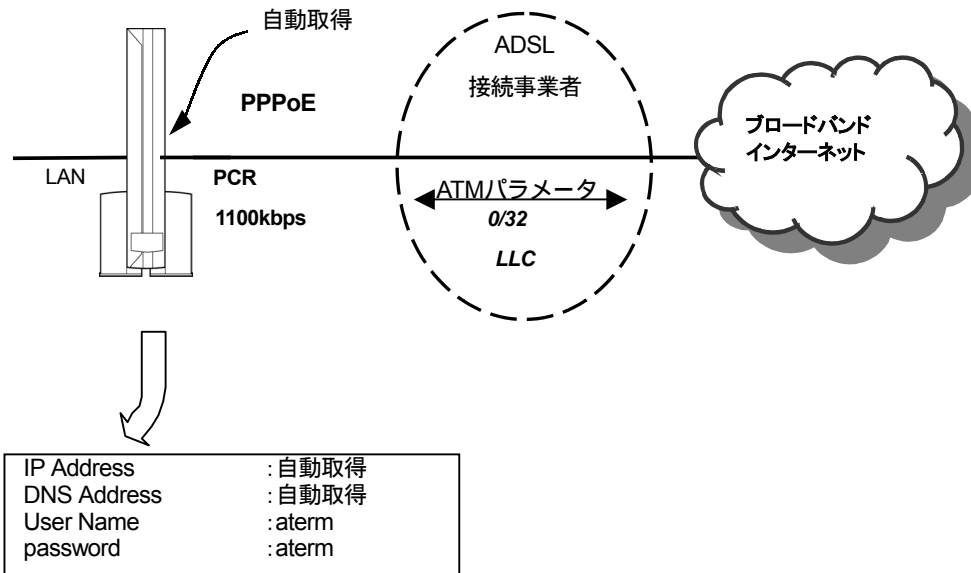 自動取得
ADSL
接続事業者
PPPoE
ブロードバンド
インターネット
LAN
PCR
ATMパラメータ
1100kbps
0/32
LLC
IP Address :自動取得
DNS Address :自動取得
User Name :aterm
password :aterm